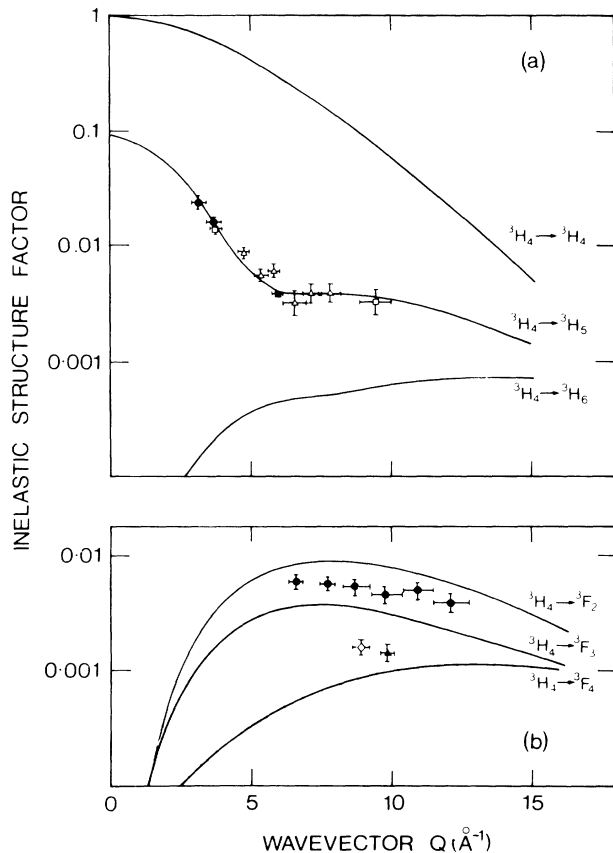 1
(a)
0·1
0.01
0·001
³H₄→³H₄
³H₄→³H₅
³H₄→³H₆
INELASTIC STRUCTURE FACTOR
0·01
0·001
³H₄→³F₂
³H₄→³F₃
³H₄→³F₄
(b)
0 5 10 15
WAVEVECTOR Q(Å⁻¹)